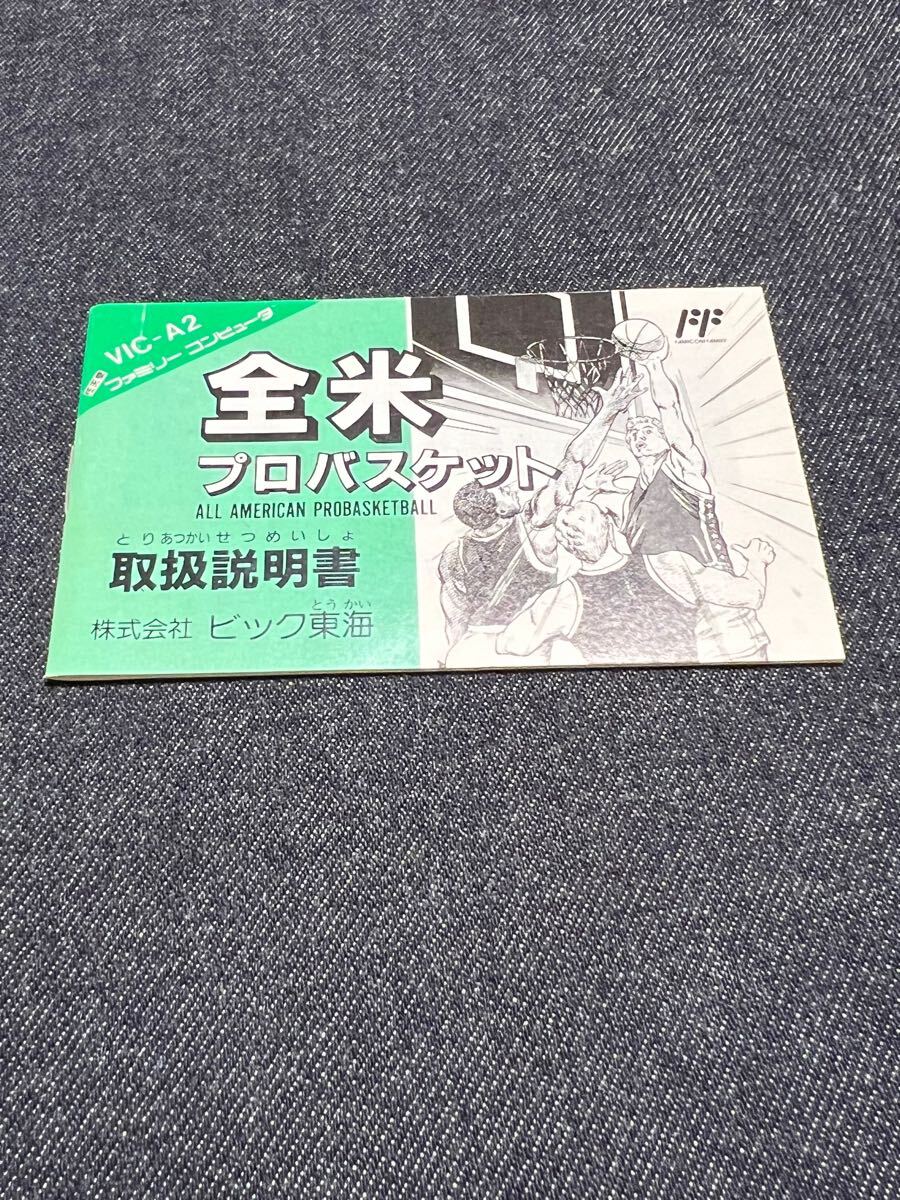 VIC-A2
ファミリー コンピュータ
FAMICOM FAMILY
全米
プロバスケット
ALL AMERICAN PROBASKETBALL
とりあつかいせつめいしょ
取扱説明書
とうかい
株式会社 ビック東海